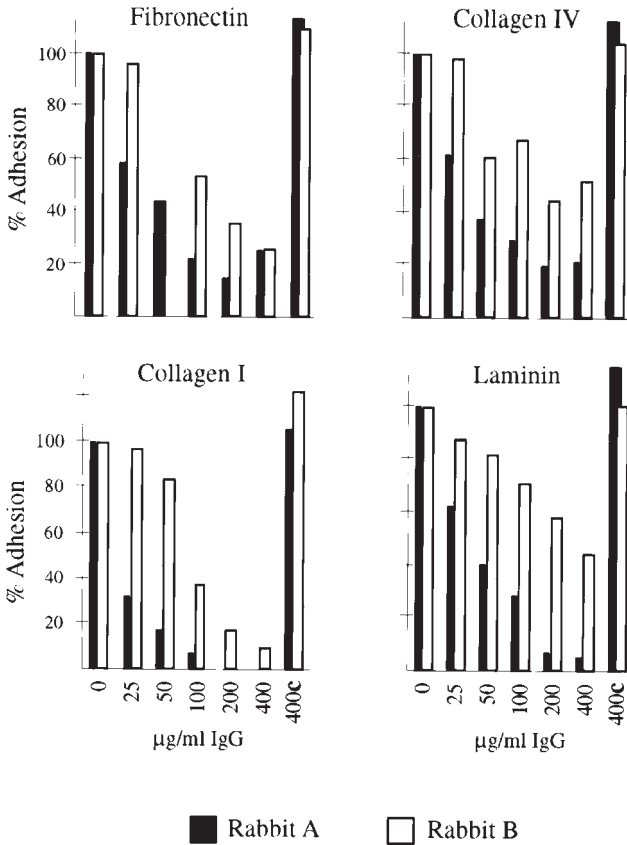 Fibronectin
Collagen IV
% Adhesion
100
80
60
40
20
Collagen I
Laminin
% Adhesion
100
80
60
40
20
0
25
50
100
200
400
400c
0
25
50
100
200
400
400c
µg/ml IgG
µg/ml IgG
Rabbit A
Rabbit B